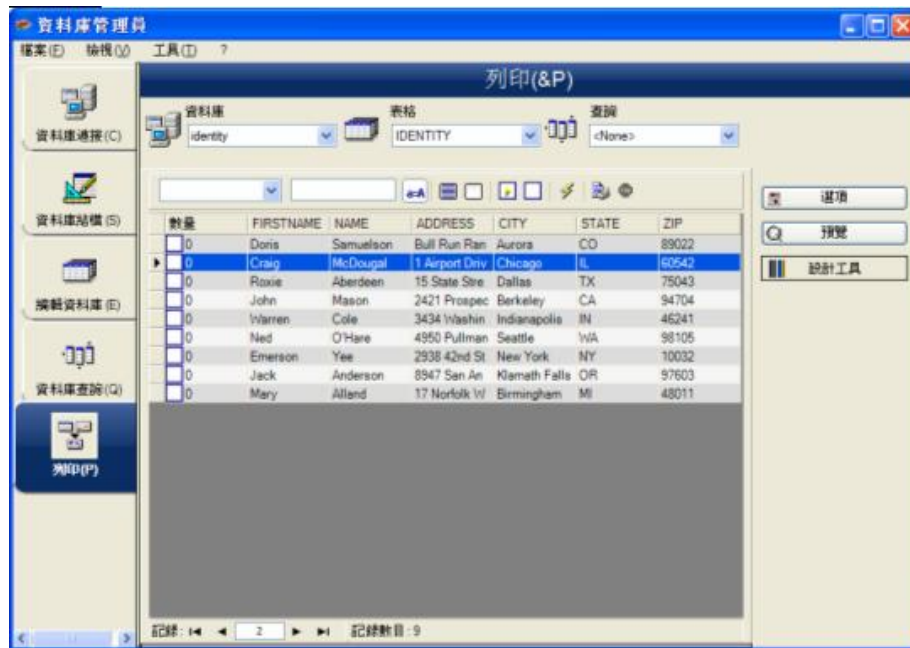 資料庫管理員
檔案(F) 檢視(V) 工具(T) ?
列印(&P)
資料庫連接(C)
資料庫結構(S)
編輯資料庫(E)
資料庫查詢(Q)
列印(P)
資料庫 表格 查詢
identity IDENTITY <None>
數量 FIRSTNAME NAME ADDRESS CITY STATE ZIP
0 Doris Samuelson Bull Run Ran Aurora CO 89022
0 Craig McDougal 1 Airport Driv Chicago IL 60542
0 Roxie Aberdeen 15 State Stre Dallas TX 75043
0 John Mason 2421 Prospec Berkeley CA 94704
0 Warren Cole 3434 Washin Indianapolis IN 46241
0 Ned O'Hare 4950 Pullman Seattle WA 98105
0 Emerson Yee 2938 42nd St New York NY 10032
0 Jack Anderson 8947 San An Klamath Falls OR 97603
0 Mary Alland 17 Norfolk W Birmingham MI 48011
選項
預覽
設計工具
記錄: 2 記錄數目:9